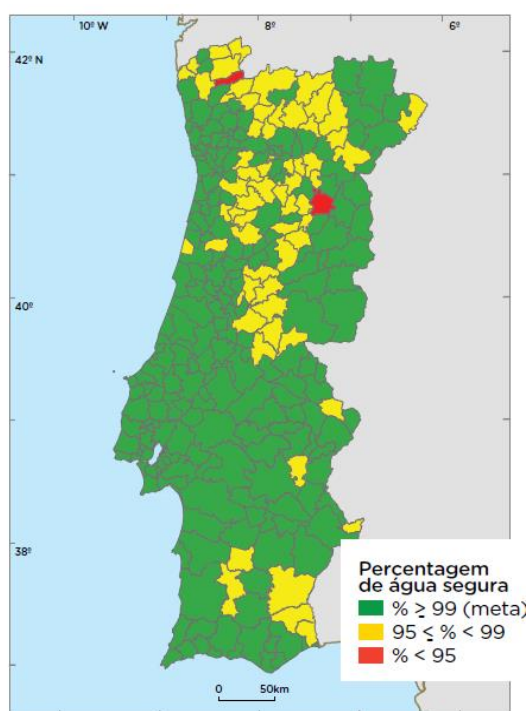 10º W
8º
6º
42º N
40º
38º
Percentagem
de água segura
% ≥ 99 (meta)
95 ≤ % < 99
% < 95
0 50km